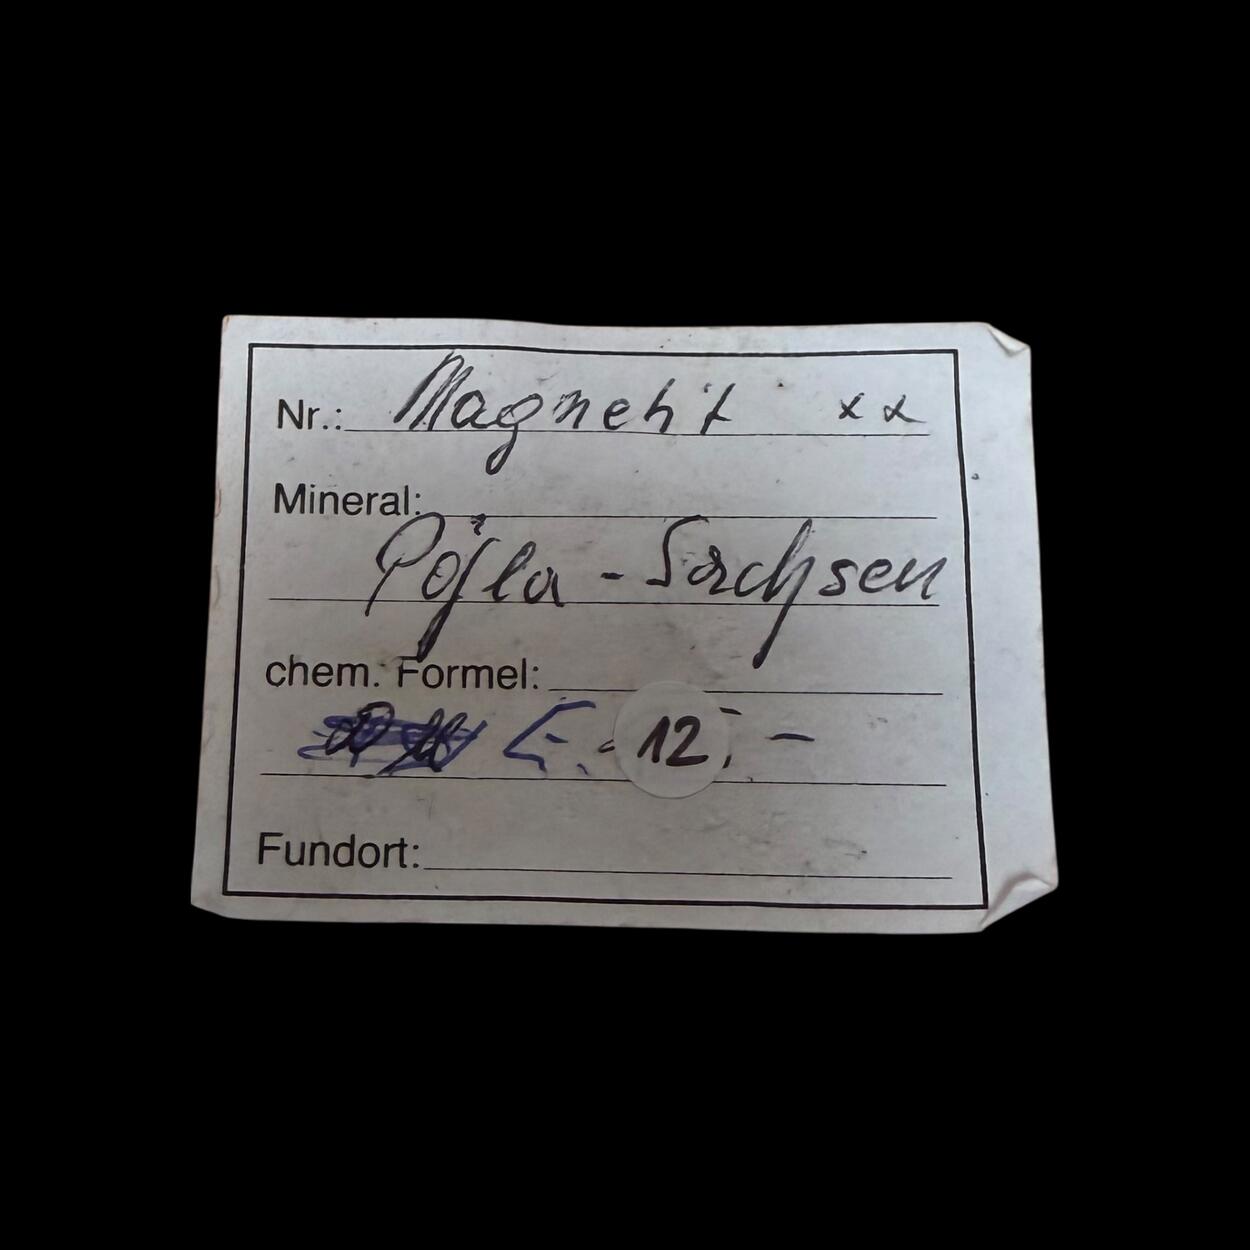 Nr.: Magnetit xx
Mineral:
Pöhla - Sachsen
chem. Formel:
€. 12,-
Fundort: